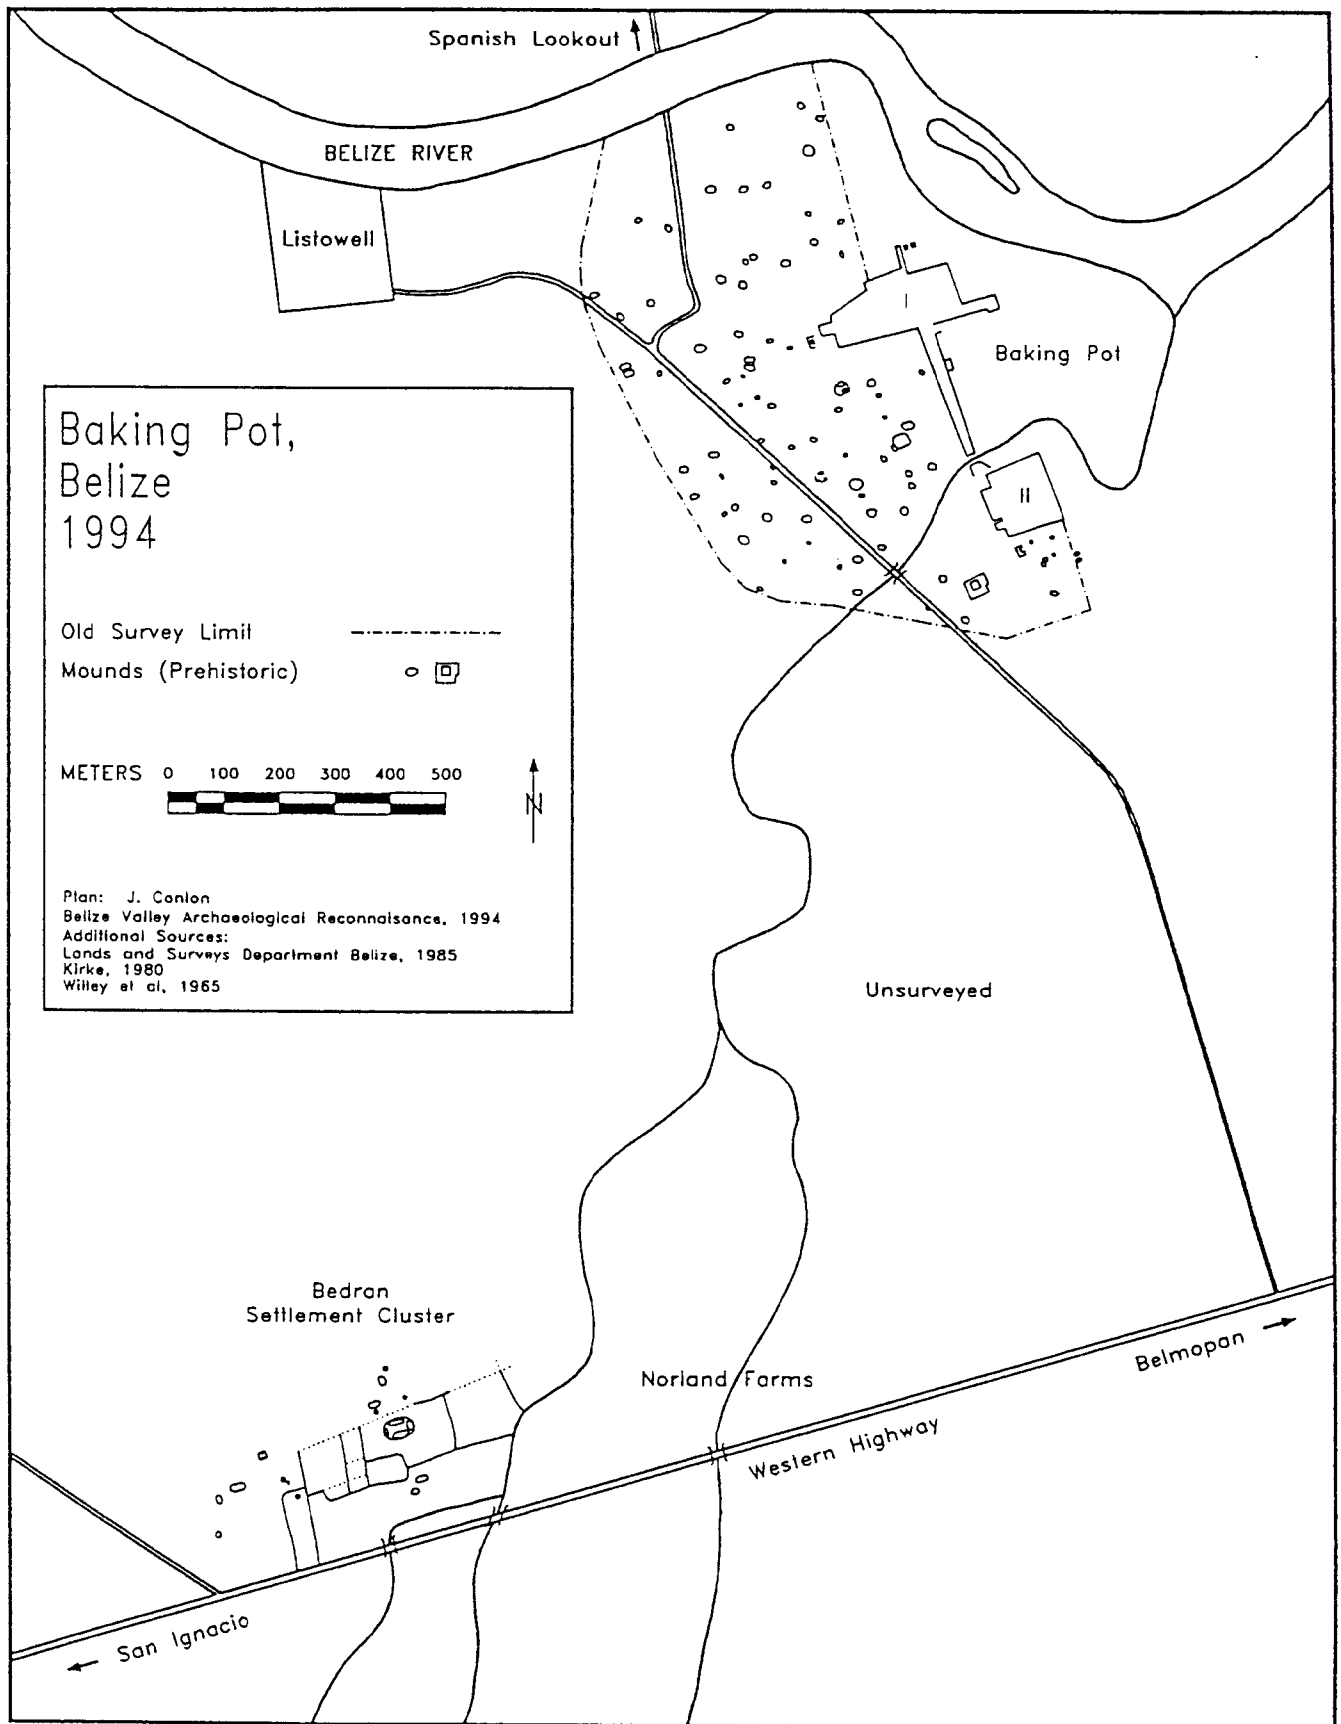 Spanish Lookout
BELIZE RIVER
Listowell
I
Baking Pot
II
Baking Pot,
Belize
1994
Old Survey Limit
Mounds (Prehistoric)
METERS 0 100 200 300 400 500
N
Plan: J. Conlon
Belize Valley Archaeological Reconnaisance, 1994
Additional Sources:
Lands and Surveys Department Belize, 1985
Kirke, 1980
Willey et al, 1965
Unsurveyed
Bedran
Settlement Cluster
Norland Farms
Belmopan
Western Highway
San Ignacio